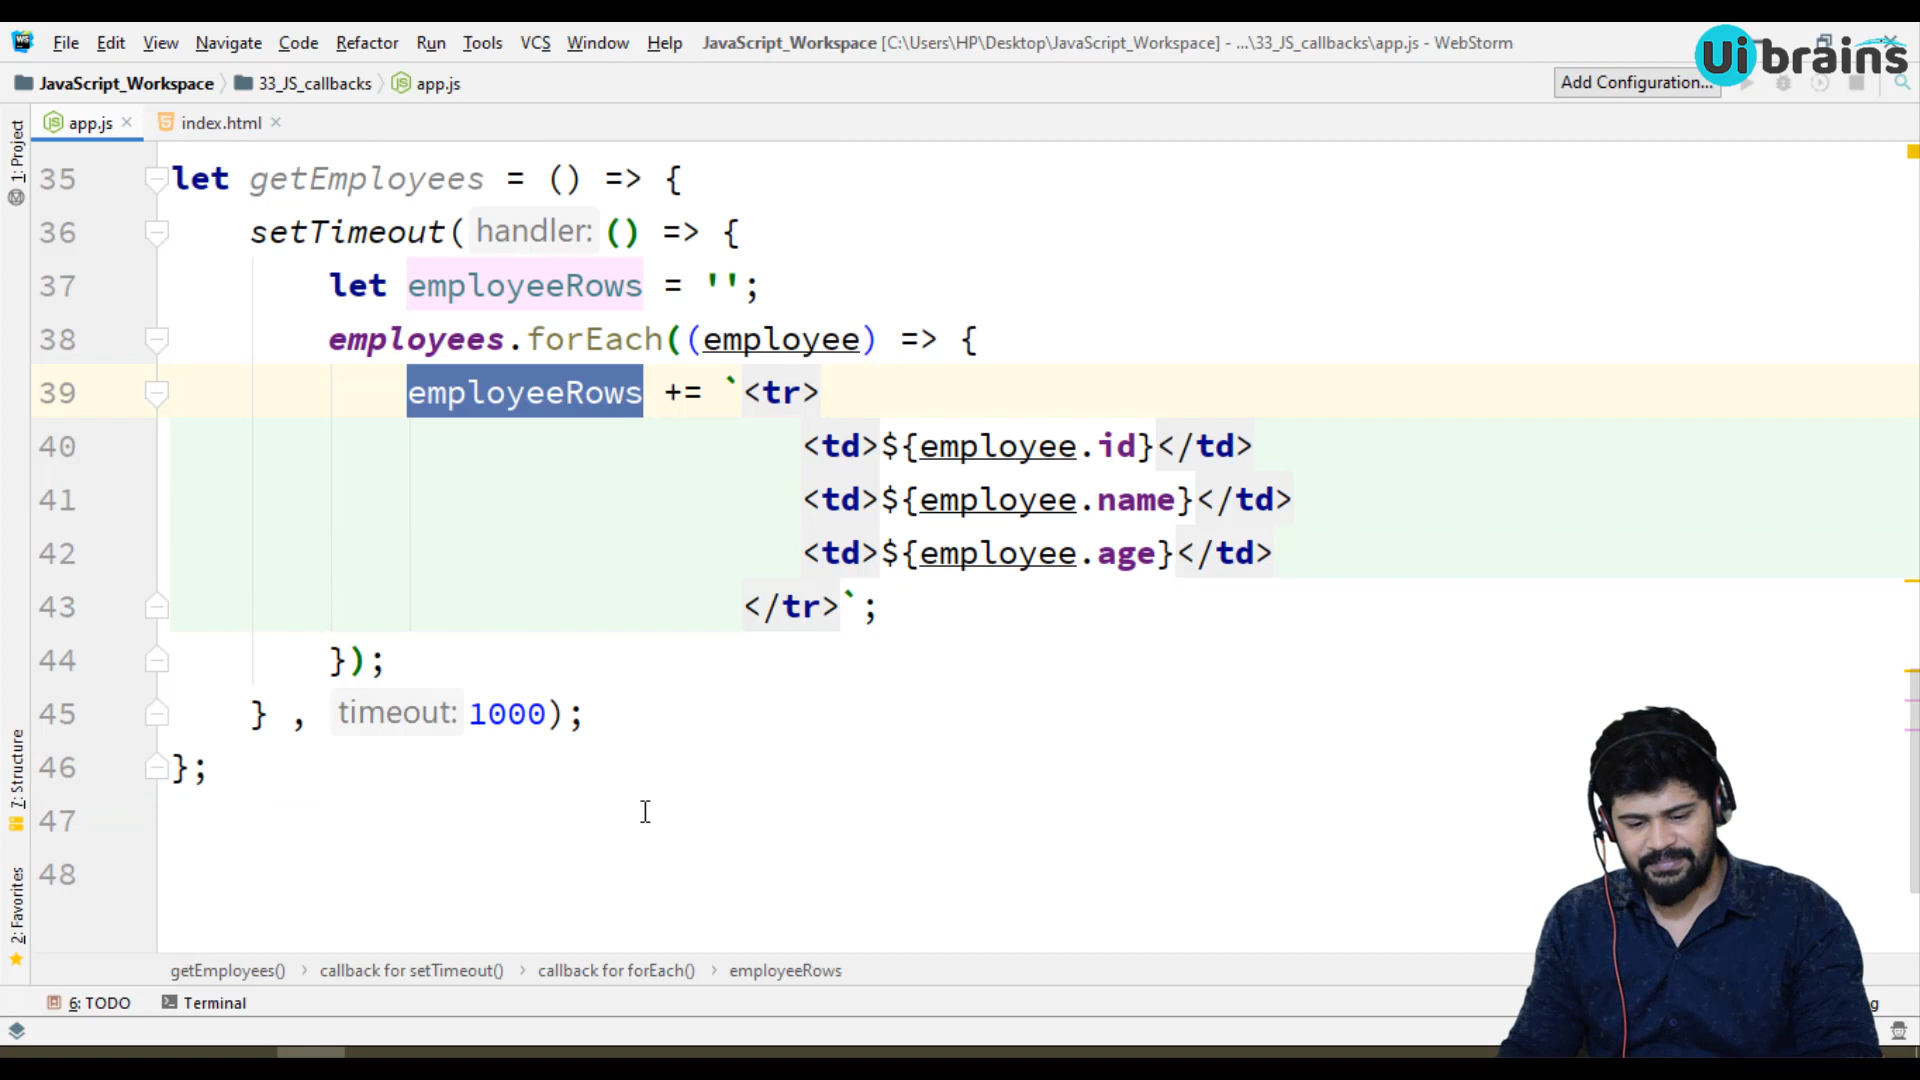 File Edit View Navigate Code Refactor Run Tools VCS Window Help JavaScript_Workspace [C:\Users\HP\Desktop\JavaScript_Workspace] - ...\33_JS_callbacks\app.js - WebStorm
Ui brains
JavaScript_Workspace 33_JS_callbacks app.js Add Configuration...
app.js index.html
1: Project
7: Structure
2: Favorites
35 let getEmployees = () => {
36 setTimeout( handler: () => {
37 let employeeRows = '';
38 employees.forEach((employee) => {
39 employeeRows += `<tr>
40 <td>${employee.id}</td>
41 <td>${employee.name}</td>
42 <td>${employee.age}</td>
43 </tr>`;
44 });
45 } , timeout: 1000);
46 };
47
48
getEmployees() › callback for setTimeout() › callback for forEach() › employeeRows
6: TODO Terminal